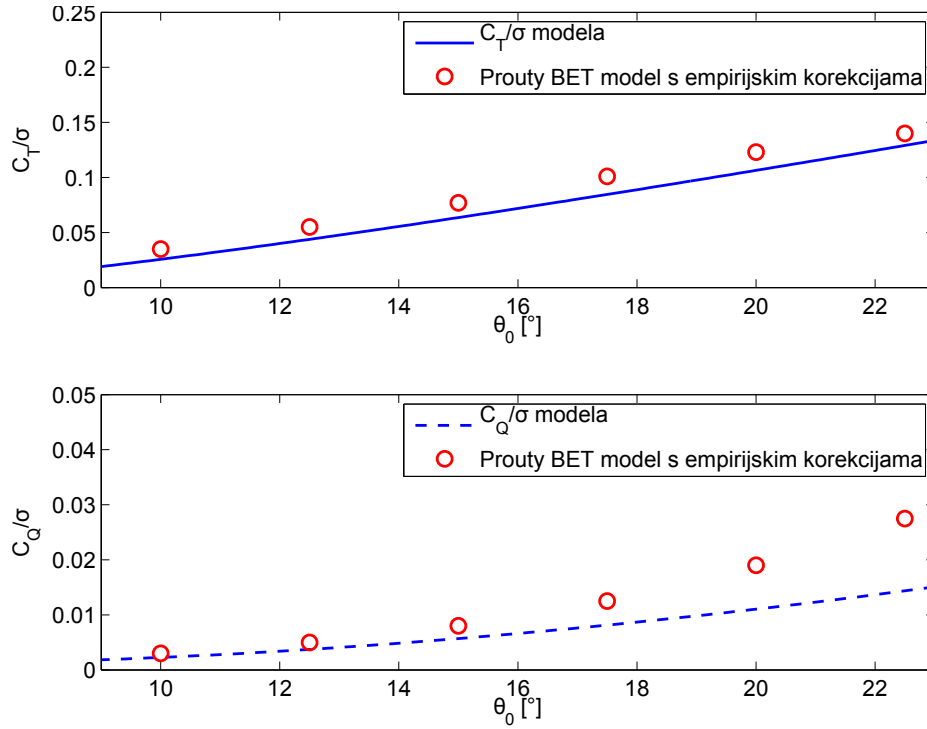 0.25
0.2
0.15
0.1
0.05
0
C_T/σ
C_T/σ modela
Prouty BET model s empirijskim korekcijama
10 12 14 16 18 20 22
θ_0 [°]
0.05
0.04
0.03
0.02
0.01
0
C_Q/σ
C_Q/σ modela
Prouty BET model s empirijskim korekcijama
10 12 14 16 18 20 22
θ_0 [°]